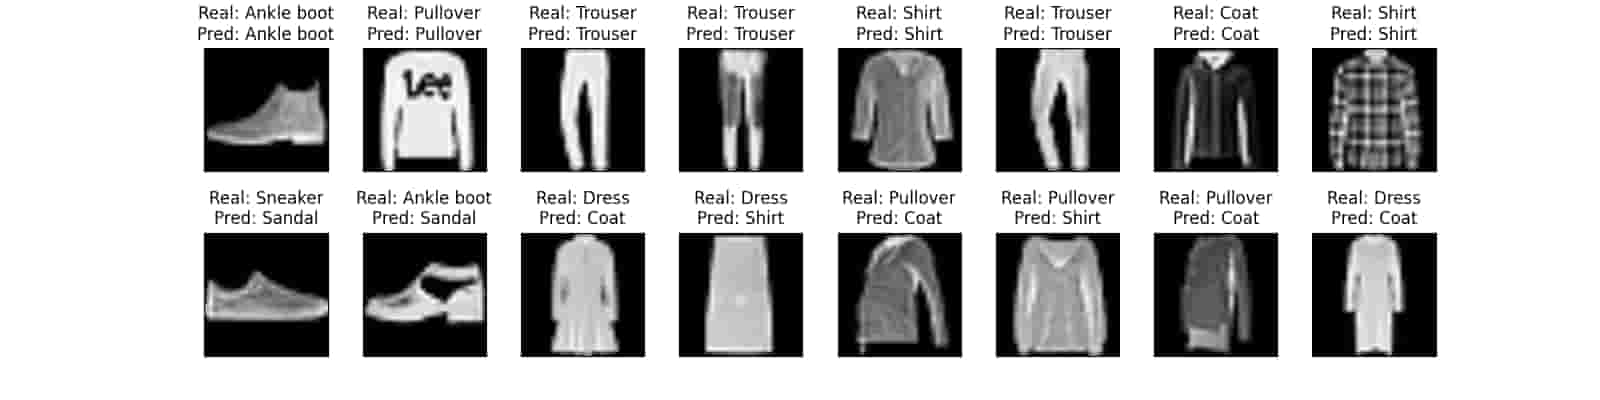 Real: Ankle boot
Pred: Ankle boot
Real: Pullover
Pred: Pullover
Real: Trouser
Pred: Trouser
Real: Trouser
Pred: Trouser
Real: Shirt
Pred: Shirt
Real: Trouser
Pred: Trouser
Real: Coat
Pred: Coat
Real: Shirt
Pred: Shirt
Lee
Real: Sneaker
Pred: Sandal
Real: Ankle boot
Pred: Sandal
Real: Dress
Pred: Coat
Real: Dress
Pred: Shirt
Real: Pullover
Pred: Coat
Real: Pullover
Pred: Shirt
Real: Pullover
Pred: Coat
Real: Dress
Pred: Coat